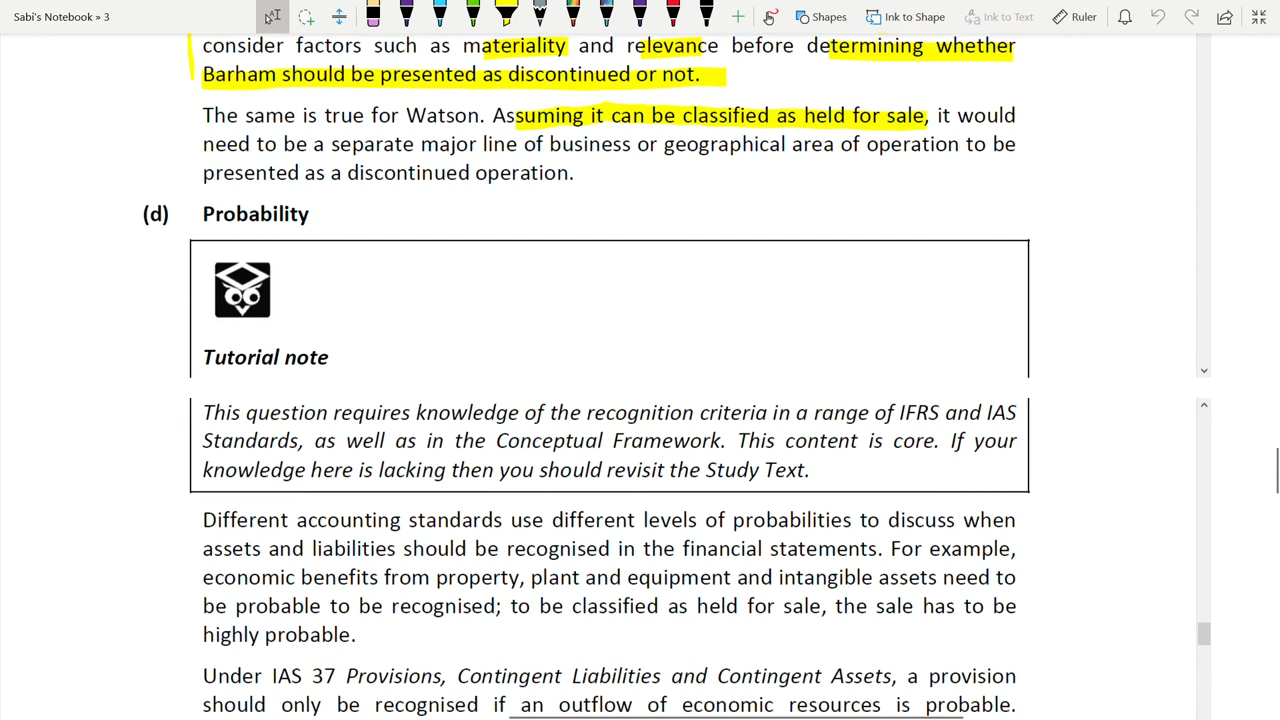 Sabi's Notebook » 3
Shapes
Ink to Shape
Ink to Text
Ruler
consider factors such as materiality and relevance before determining whether
Barham should be presented as discontinued or not.
The same is true for Watson. Assuming it can be classified as held for sale, it would
need to be a separate major line of business or geographical area of operation to be
presented as a discontinued operation.
(d) Probability
Tutorial note
This question requires knowledge of the recognition criteria in a range of IFRS and IAS
Standards, as well as in the Conceptual Framework. This content is core. If your
knowledge here is lacking then you should revisit the Study Text.
Different accounting standards use different levels of probabilities to discuss when
assets and liabilities should be recognised in the financial statements. For example,
economic benefits from property, plant and equipment and intangible assets need to
be probable to be recognised; to be classified as held for sale, the sale has to be
highly probable.
Under IAS 37 Provisions, Contingent Liabilities and Contingent Assets, a provision
should only be recognised if an outflow of economic resources is probable.